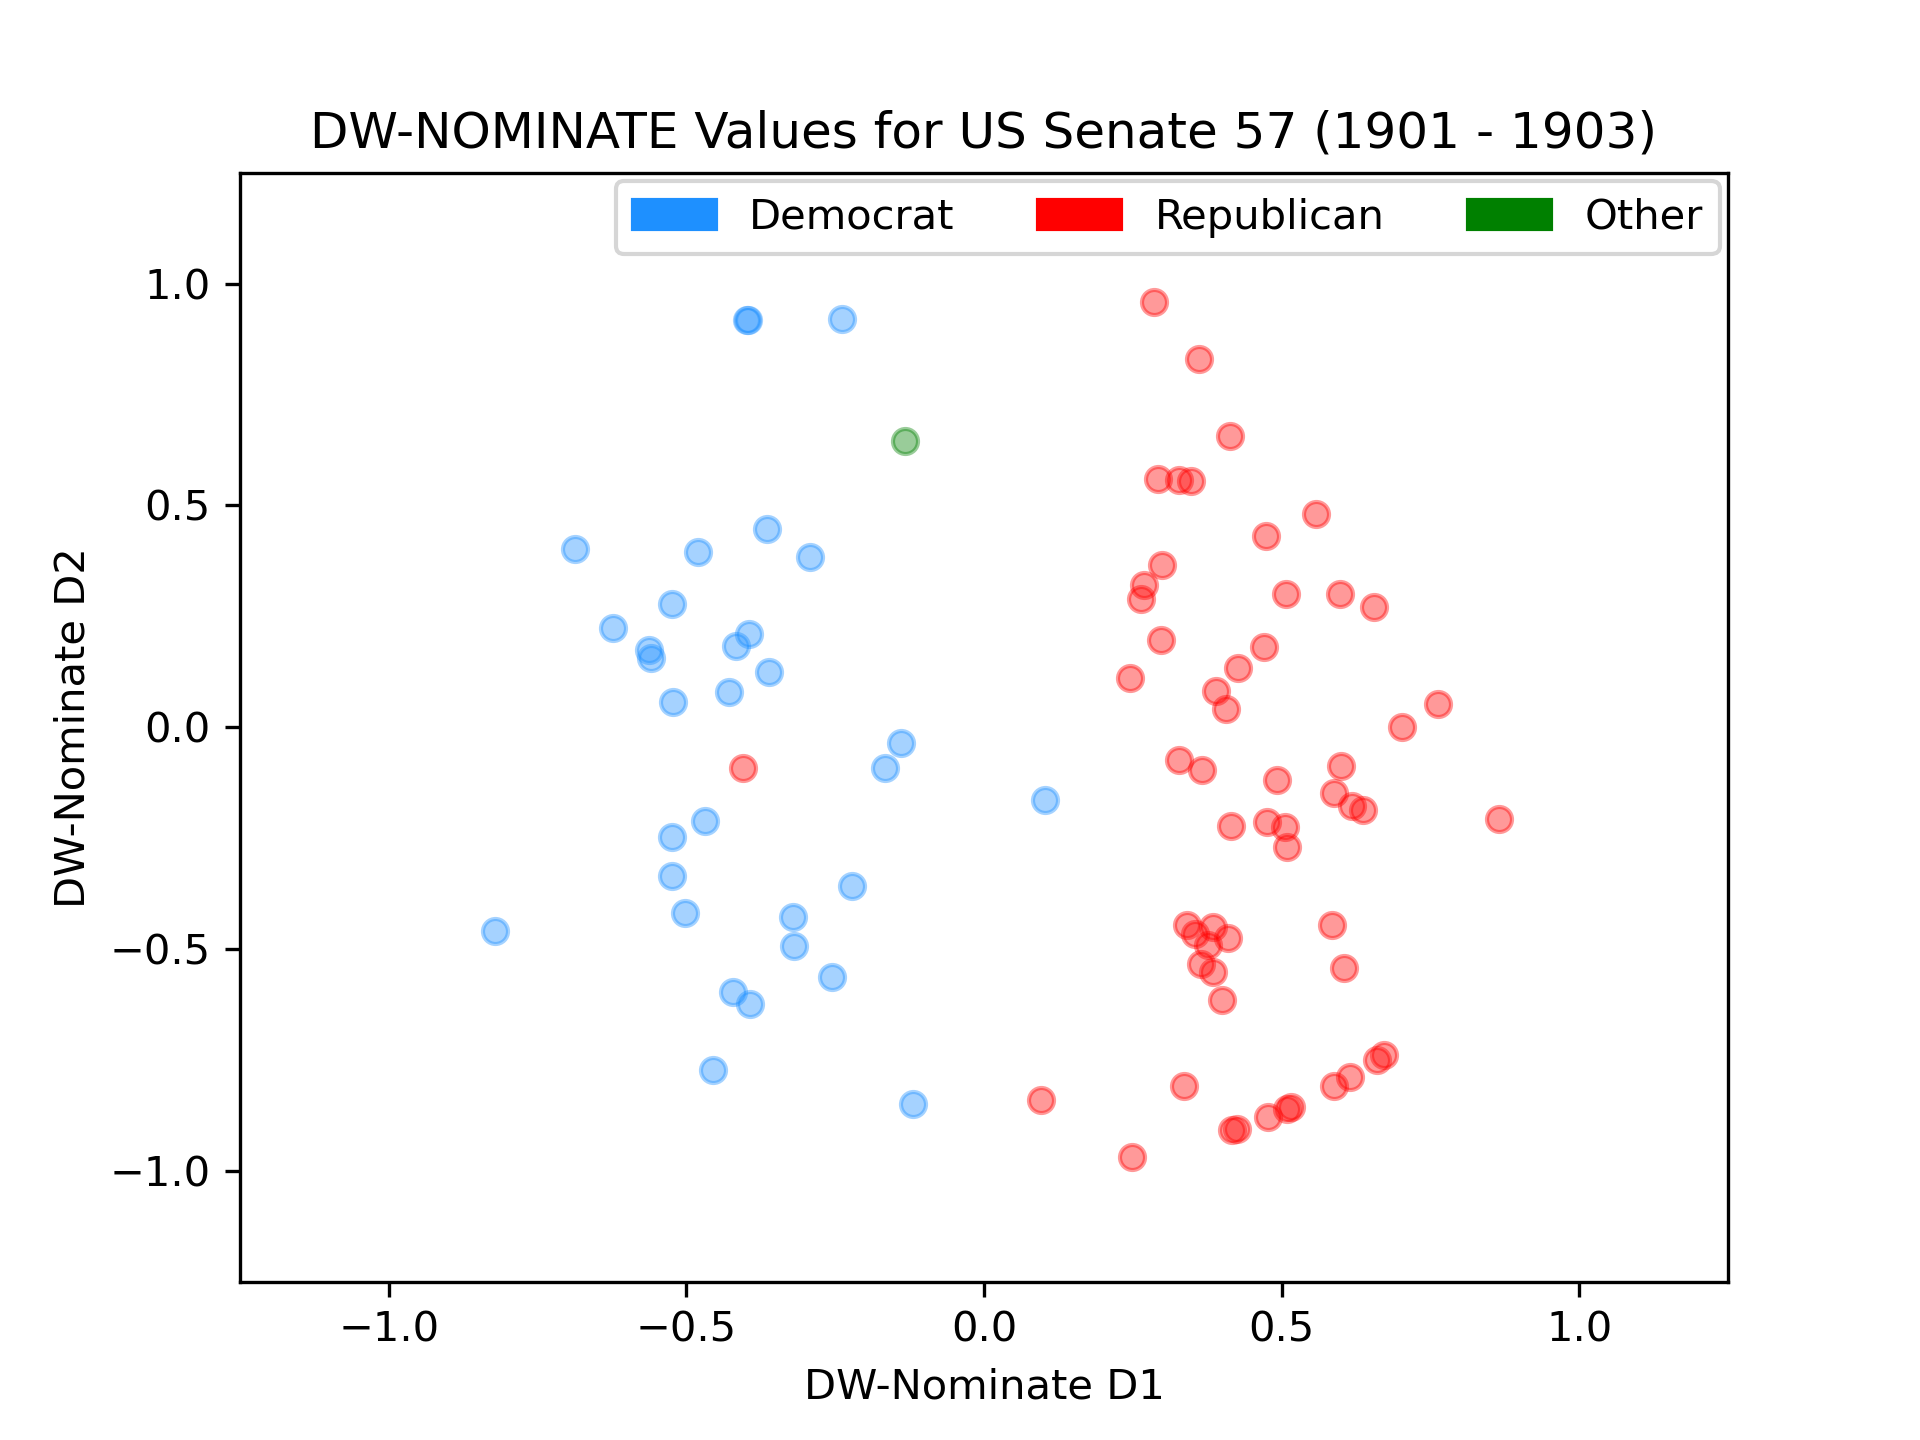 DW-NOMINATE Values for US Senate 57 (1901 - 1903)
Democrat Republican Other
1.0
0.5
0.0
−0.5
−1.0
DW-Nominate D2
−1.0 −0.5 0.0 0.5 1.0
DW-Nominate D1